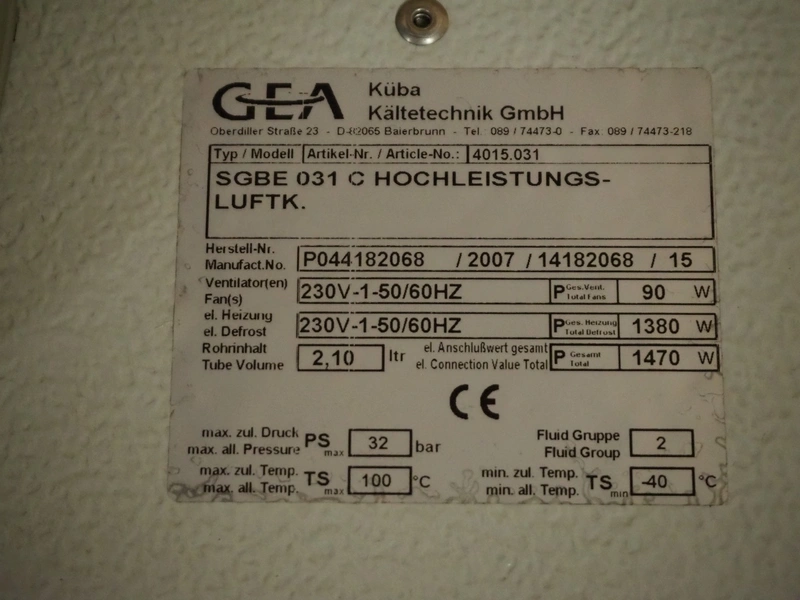 GEA Küba
Kältetechnik GmbH
Oberdiller Straße 23 - D-82065 Baierbrunn - Tel. 089 / 74473-0 - Fax 089 / 74473-218
Typ / Modell Artikel-Nr. / Article-No.: 4015.031
SGBE 031 C HOCHLEISTUNGS-
LUFTK.
Herstell-Nr.
Manufact.No. P044182068 / 2007 / 14182068 / 15
Ventilator(en)
Fan(s) 230V-1-50/60HZ P Ges.Vent. Total Fans 90 W
el. Heizung
el. Defrost 230V-1-50/60HZ P Ges. Heizung Total Defrost 1380 W
Rohrinhalt
Tube Volume 2,10 ltr
el. Anschlußwert gesamt
el. Connection Value Total P Gesamt Total 1470 W
CE
max. zul. Druck
max. all. Pressure PS max 32 bar
Fluid Gruppe
Fluid Group 2
max. zul. Temp.
max. all. Temp. TS max 100 °C
min. zul. Temp.
min. all. Temp. TS min -40 °C